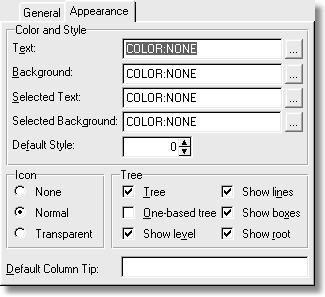 General Appearance
Color and Style
Text: COLOR:NONE ...
Background: COLOR:NONE ...
Selected Text: COLOR:NONE ...
Selected Background: COLOR:NONE ...
Default Style: 0
Icon Tree
None Tree Show lines
Normal One-based tree Show boxes
Transparent Show level Show root
Default Column Tip: